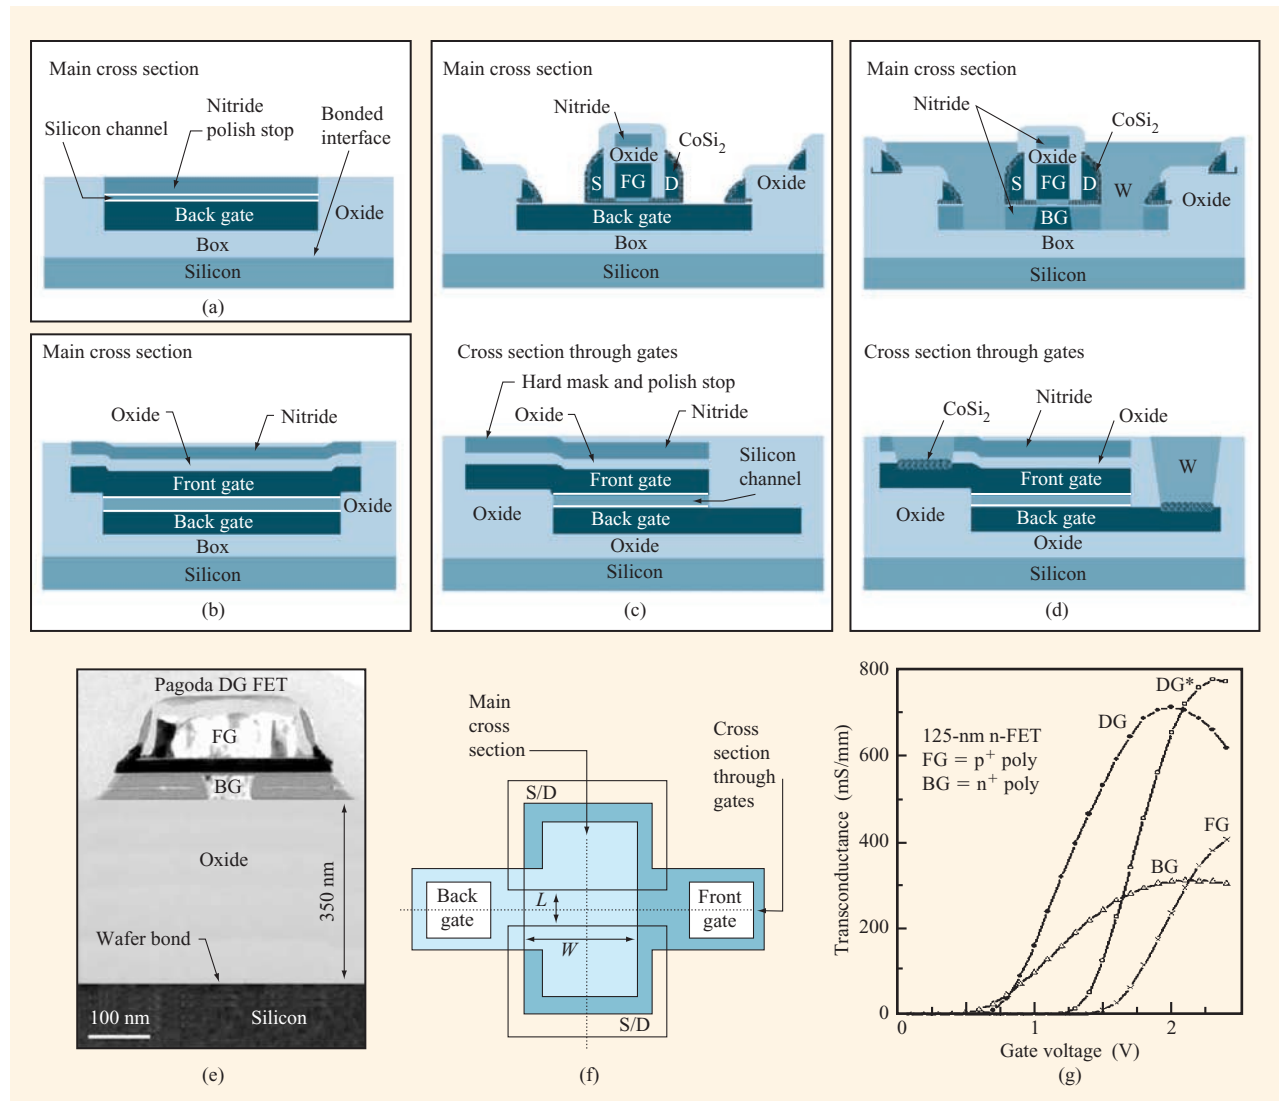 Main cross section
Nitride
polish stop
Silicon channel
Bonded
interface
Back gate
Oxide
Box
Silicon
(a)
Main cross section
Oxide
Nitride
Front gate
Oxide
Back gate
Box
Silicon
(b)
Main cross section
Nitride
CoSi2
Oxide
S
FG
D
Oxide
Back gate
Box
Silicon
Cross section through gates
Hard mask and polish stop
Oxide
Nitride
Silicon
channel
Front gate
Oxide
Back gate
Oxide
Silicon
(c)
Main cross section
Nitride
CoSi2
Oxide
S
FG
D
W
Oxide
BG
Box
Silicon
Cross section through gates
CoSi2
Nitride
Oxide
W
Front gate
Oxide
Back gate
Oxide
Silicon
(d)
Pagoda DG FET
FG
BG
Oxide
350 nm
Wafer bond
100 nm
Silicon
(e)
Main
cross
section
Cross
section
through
gates
S/D
Back
gate
L
Front
gate
W
S/D
(f)
800
600
400
200
0
Transconductance (mS/mm)
DG*
DG
125-nm n-FET
FG = p+ poly
BG = n+ poly
FG
BG
0
1
2
Gate voltage (V)
(g)